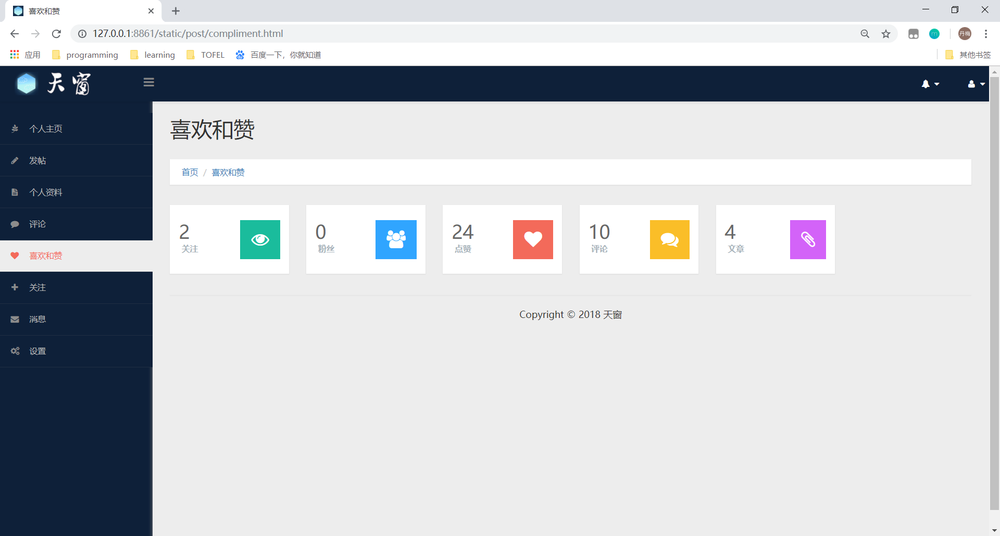 喜欢和赞
127.0.0.1:8861/static/post/compliment.html
丹梅
应用 programming learning TOFEL 百度一下，你就知道 其他书签
天窗
个人主页
发帖
个人资料
评论
喜欢和赞
关注
消息
设置
喜欢和赞
首页 / 喜欢和赞
2
关注
0
粉丝
24
点赞
10
评论
4
文章
Copyright © 2018 天窗